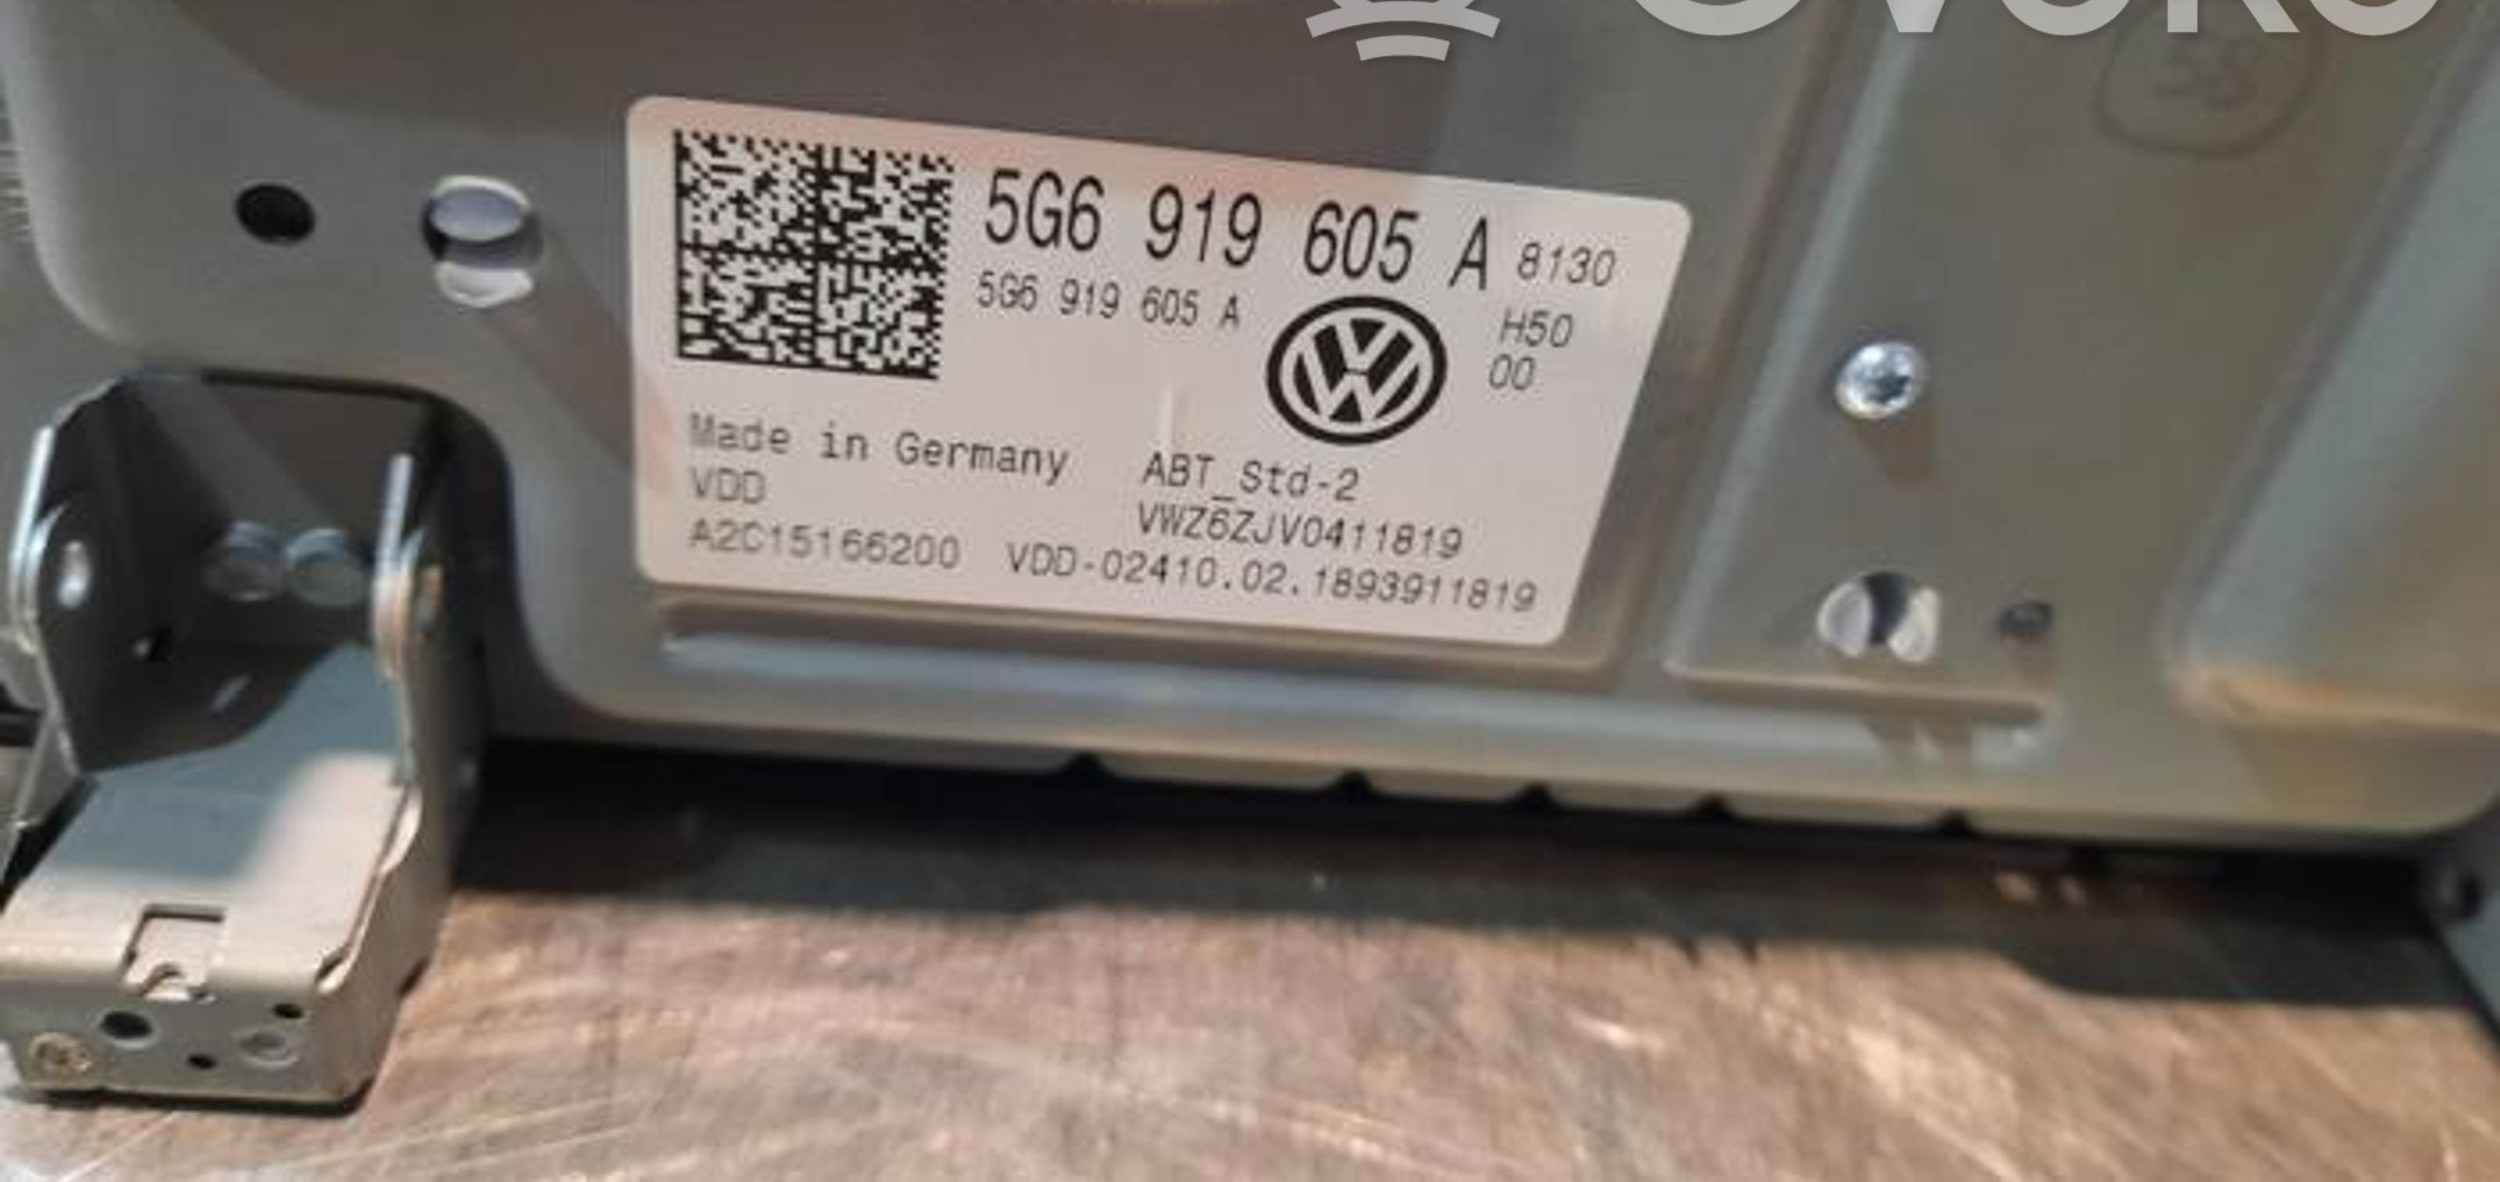 5G6 919 605 A 8130
5G6 919 605 A
H50
00
Made in Germany
VDD
A2C15166200
ABT_Std-2
VWZ6ZJV0411819
VDD-02410.02.1893911819